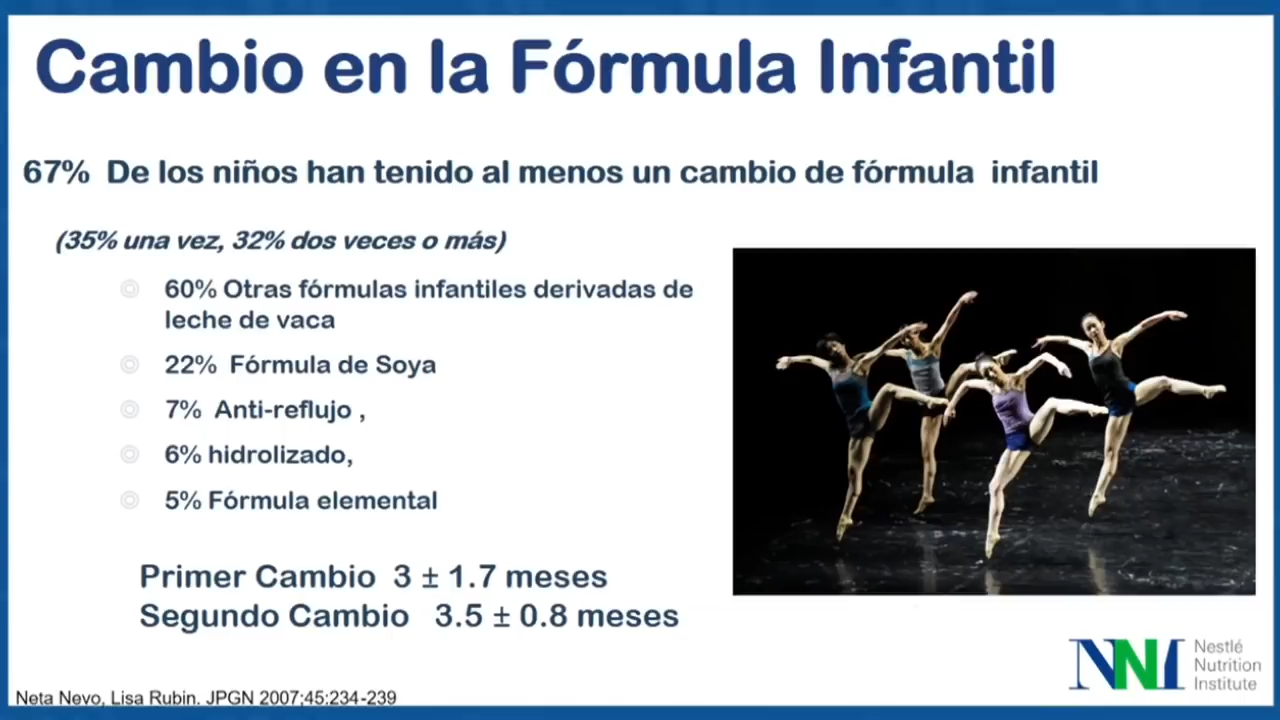 Cambio en la Fórmula Infantil
67% De los niños han tenido al menos un cambio de fórmula infantil
(35% una vez, 32% dos veces o más)
60% Otras fórmulas infantiles derivadas de
leche de vaca
22% Fórmula de Soya
7% Anti-reflujo ,
6% hidrolizado,
5% Fórmula elemental
Primer Cambio 3 ± 1.7 meses
Segundo Cambio 3.5 ± 0.8 meses
NNI
Nestlé
Nutrition
Institute
Neta Nevo, Lisa Rubin. JPGN 2007;45:234-239